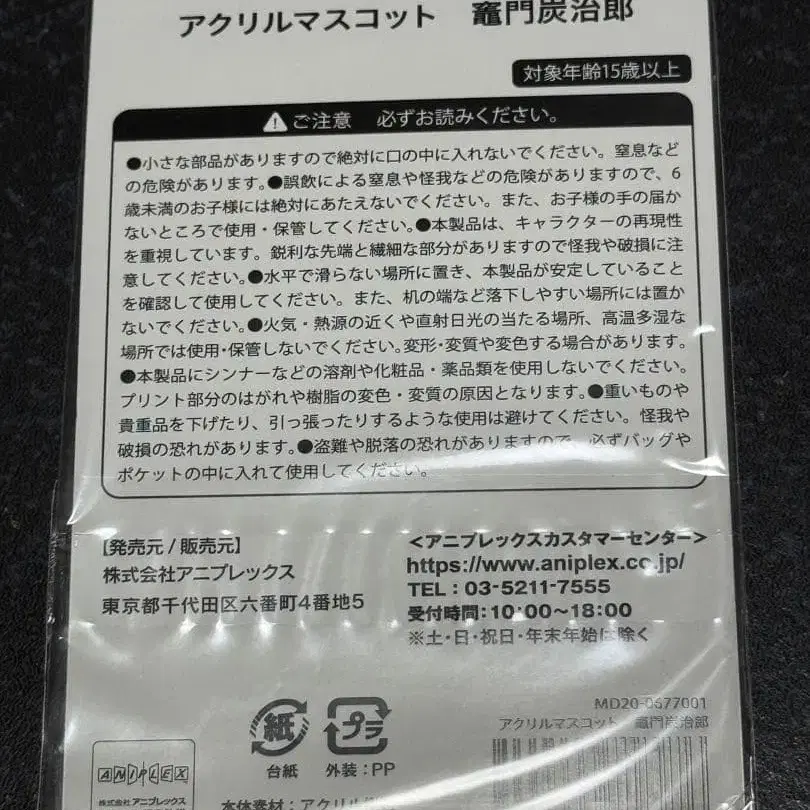 アクリルマスコット　竈門炭治郎
対象年齢15歳以上
ご注意　必ずお読みください。
●小さな部品がありますので絶対に口の中に入れないでください。窒息など
の危険があります。●誤飲による窒息や怪我などの危険がありますので、6
歳未満のお子様には絶対にあたえないでください。また、お子様の手の届か
ないところで使用・保管してください。●本製品は、キャラクターの再現性
を重視しています。鋭利な先端と繊細な部分がありますので怪我や破損に注
意してください。●水平で滑らない場所に置き、本製品が安定していること
を確認して使用してください。また、机の端など落下しやすい場所には置か
ないでください。●火気・熱源の近くや直射日光の当たる場所、高温多湿な
場所では使用・保管しないでください。変形・変質や変色する場合があります。
●本製品にシンナーなどの溶剤や化粧品・薬品類を使用しないでください。
プリント部分のはがれや樹脂の変色・変質の原因となります。●重いものや
貴重品を下げたり、引っ張ったりするような使用は避けてください。怪我や
破損の恐れがあります。●盗難や脱落の恐れがありますので、必ずバッグや
ポケットの中に入れて使用してください。
【発売元 / 販売元】
株式会社アニプレックス
東京都千代田区六番町4番地5
<アニプレックスカスタマーセンター>
https://www.aniplex.co.jp/
TEL：03-5211-7555
受付時間：10:00〜18:00
※土・日・祝日・年末年始は除く
紙
台紙
プラ
外装：PP
MD20-0677001
アクリルマスコット　竈門炭治郎
ANIPLEX
株式会社 アニプレックス
本体素材：アクリル